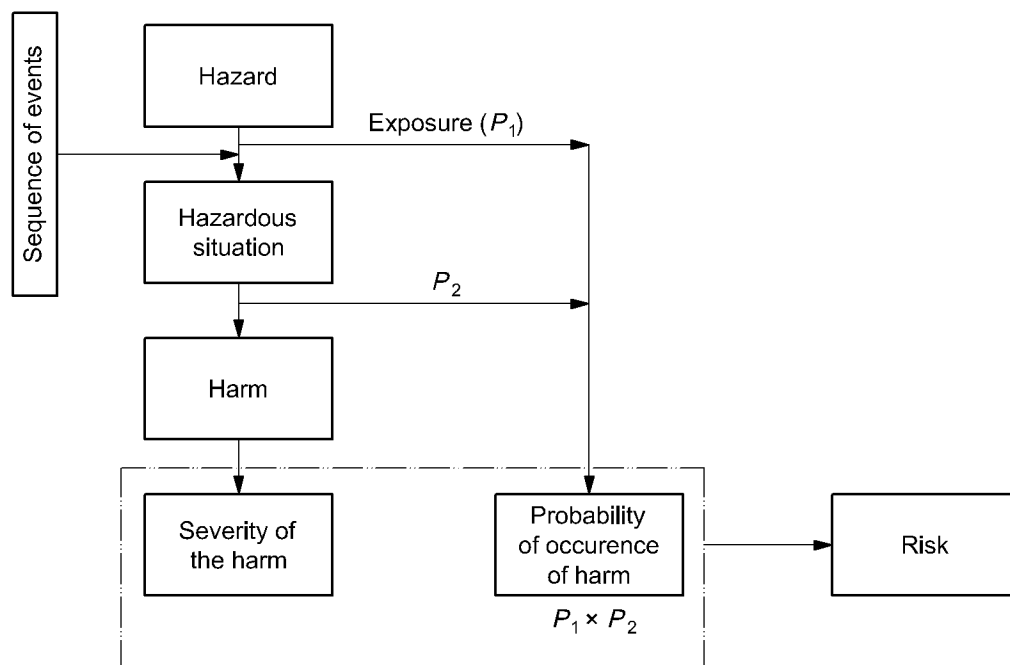 Sequence of events
Hazard
Exposure (P1)
Hazardous
situation
P2
Harm
Severity of
the harm
Probability
of occurence
of harm
P1 × P2
Risk